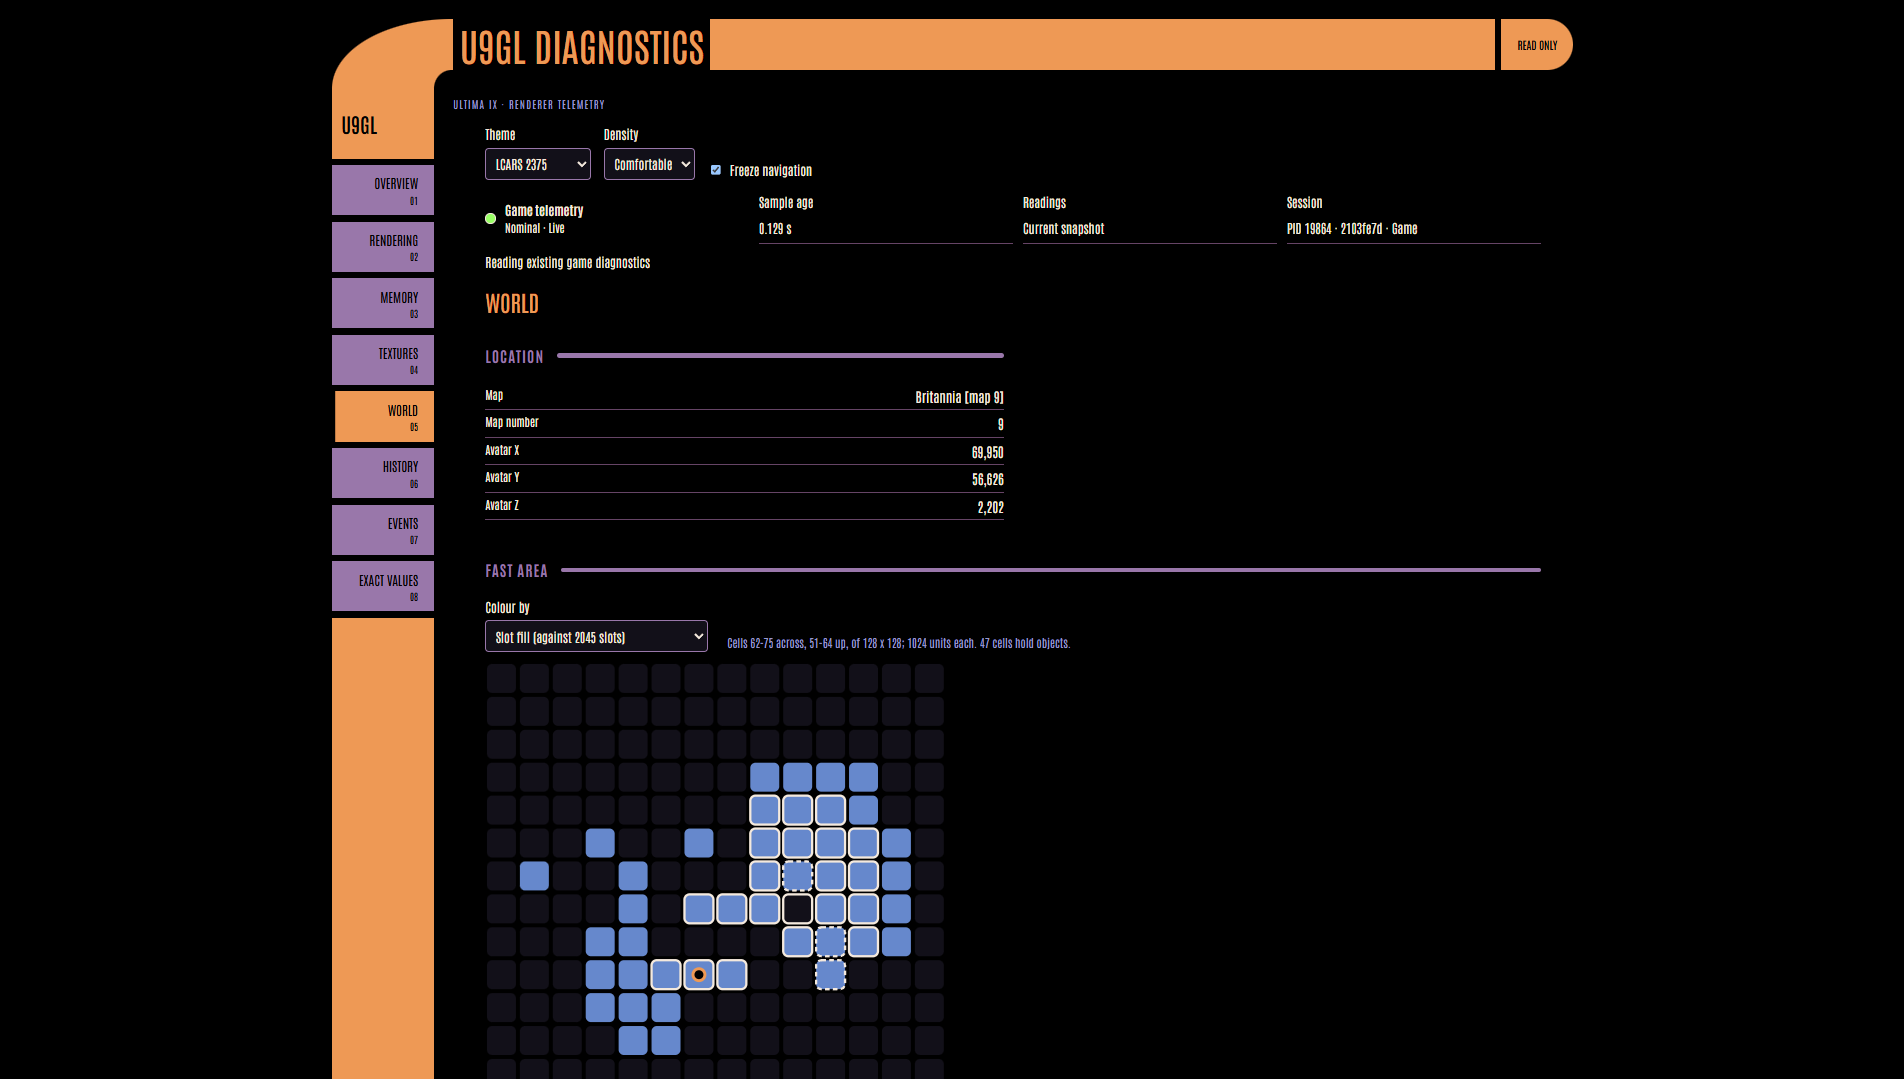 U9GL DIAGNOSTICS
READ ONLY
U9GL
ULTIMA IX · RENDERER TELEMETRY
Theme
Density
LCARS 2375
Comfortable
Freeze navigation
OVERVIEW
01
RENDERING
02
MEMORY
03
TEXTURES
04
WORLD
05
HISTORY
06
EVENTS
07
EXACT VALUES
08
Game telemetry
Nominal · Live
Sample age
0.129 s
Readings
Current snapshot
Session
PID 19864 · 2103fe7d · Game
Reading existing game diagnostics
WORLD
LOCATION
Map
Britannia [map 9]
Map number
9
Avatar X
69,950
Avatar Y
56,626
Avatar Z
2,202
FAST AREA
Colour by
Slot fill (against 2045 slots)
Cells 62-75 across, 51-64 up, of 128 x 128; 1024 units each. 47 cells hold objects.